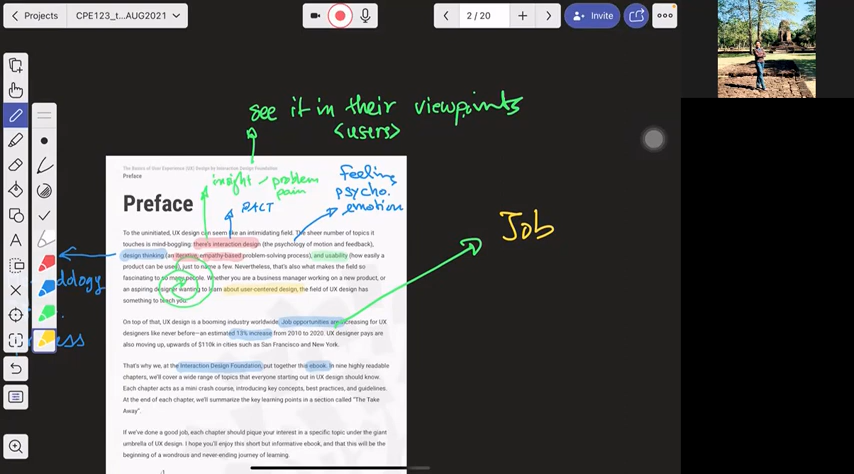 Projects
CPE123_t...AUG2021
2 / 20
Invite
see it in their viewpoints
<users>
The Basics of User Experience (UX) Design by Interaction Design Foundation
Preface
insight
problem
pain
feeling
psycho.
emotion
PACT
Preface
To the uninitiated, UX design can seem like an intimidating field. The sheer number of topics it
touches is mind-boggling: there's interaction design (the psychology of motion and feedback),
design thinking (an iterative, empathy-based problem-solving process), and usability (how easily a
product can be used), just to name a few. Nevertheless, that's also what makes the field so
fascinating to so many people. Whether you are a business manager working on a new product, or
an aspiring designer wanting to learn about user-centered design, the field of UX design has
something to teach you.
Job
On top of that, UX design is a booming industry worldwide. Job opportunities are increasing for UX
designers like never before—an estimated 13% increase from 2010 to 2020. UX designer pays are
also moving up, upwards of $110k in cities such as San Francisco and New York.
That's why we, at the Interaction Design Foundation, put together this ebook. In nine highly readable
chapters, we'll cover a wide range of topics that everyone starting out in UX design should know.
Each chapter acts as a mini crash course, introducing key concepts, best practices, and guidelines.
At the end of each chapter, we'll summarize the key learning points in a section called "The Take
Away".
If we've done a good job, each chapter should pique your interest in a specific topic under the giant
umbrella of UX design. I hope you'll enjoy this short but informative ebook, and that this will be the
beginning of a wondrous and never-ending journey of learning.